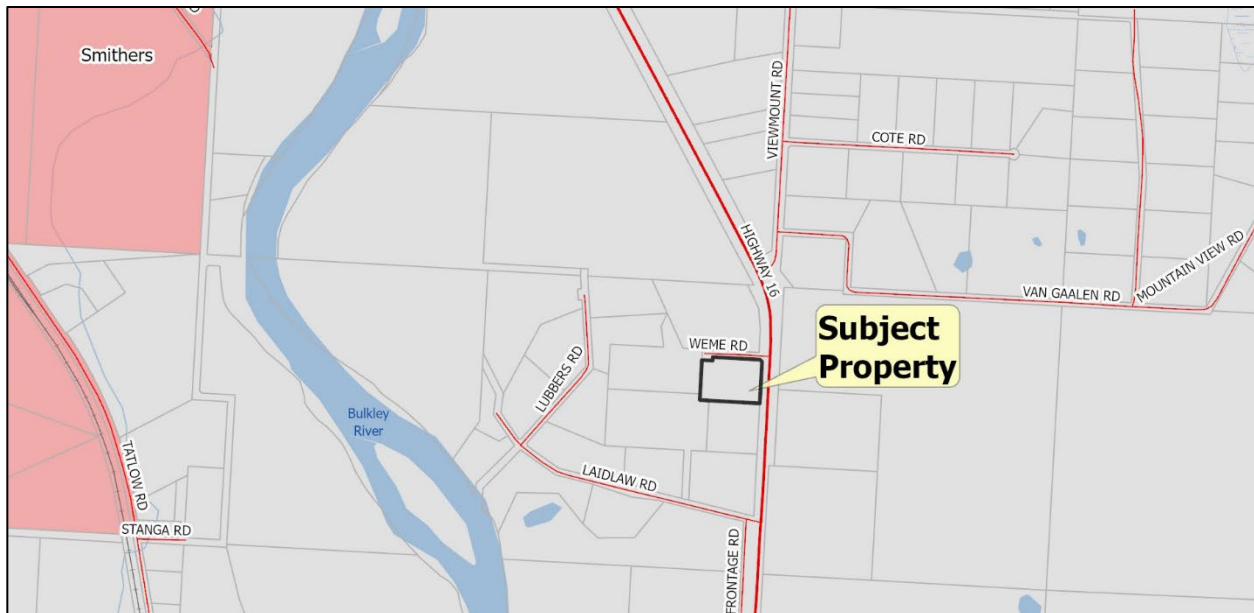 Smithers
VIEWMOUNT RD
COTE RD
HIGHWAY 16
MOUNTAIN VIEW RD
VAN GAALEN RD
Subject
Property
WEME RD
LUBBERS RD
Bulkley
River
TATLOW RD
LAIDLAW RD
STANGA RD
FRONTAGE RD